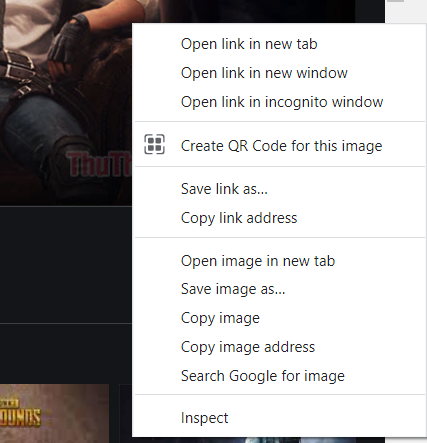 Open link in new tab
Open link in new window
Open link in incognito window
ThuTh
Create QR Code for this image
Save link as...
Copy link address
Open image in new tab
Save image as...
Copy image
Copy image address
Search Google for image
OUNDS
Inspect